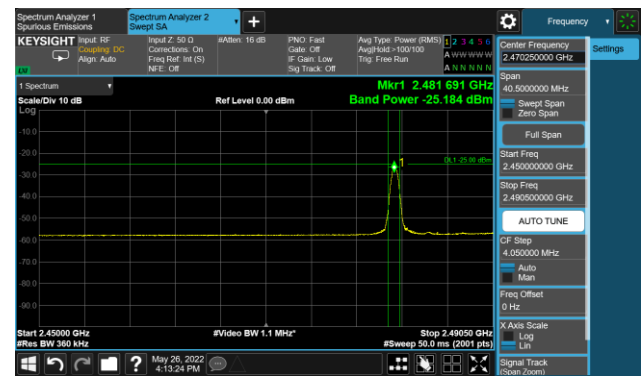 Spectrum Analyzer 1
Spurious Emissions
Spectrum Analyzer 2
Swept SA
Frequency
KEYSIGHT
Input: RF
Coupling: DC
Align: Auto
Input Z: 50 Ω
Corrections: On
Freq Ref: Int (S)
NFE: Off
#Atten: 16 dB
PNO: Fast
Gate: Off
IF Gain: Low
Sig Track: Off
Avg Type: Power (RMS)
Avg|Hold:>100/100
Trig: Free Run
1 2 3 4 5 6
A W W W W W
A N N N N N
LXI
1 Spectrum
Scale/Div 10 dB
Log
Ref Level 0.00 dBm
Mkr1 2.481 691 GHz
Band Power -25.184 dBm
-10.0
-20.0
-30.0
-40.0
-50.0
-60.0
-70.0
-80.0
-90.0
1
DL1 -25.00 dBm
Start 2.45000 GHz
#Res BW 360 kHz
#Video BW 1.1 MHz*
Stop 2.49050 GHz
#Sweep 50.0 ms (2001 pts)
May 26, 2022
4:13:24 PM
Center Frequency
2.470250000 GHz
Settings
Span
40.5000000 MHz
Swept Span
Zero Span
Full Span
Start Freq
2.450000000 GHz
Stop Freq
2.490500000 GHz
AUTO TUNE
CF Step
4.050000 MHz
Auto
Man
Freq Offset
0 Hz
X Axis Scale
Log
Lin
Signal Track
(Span Zoom)